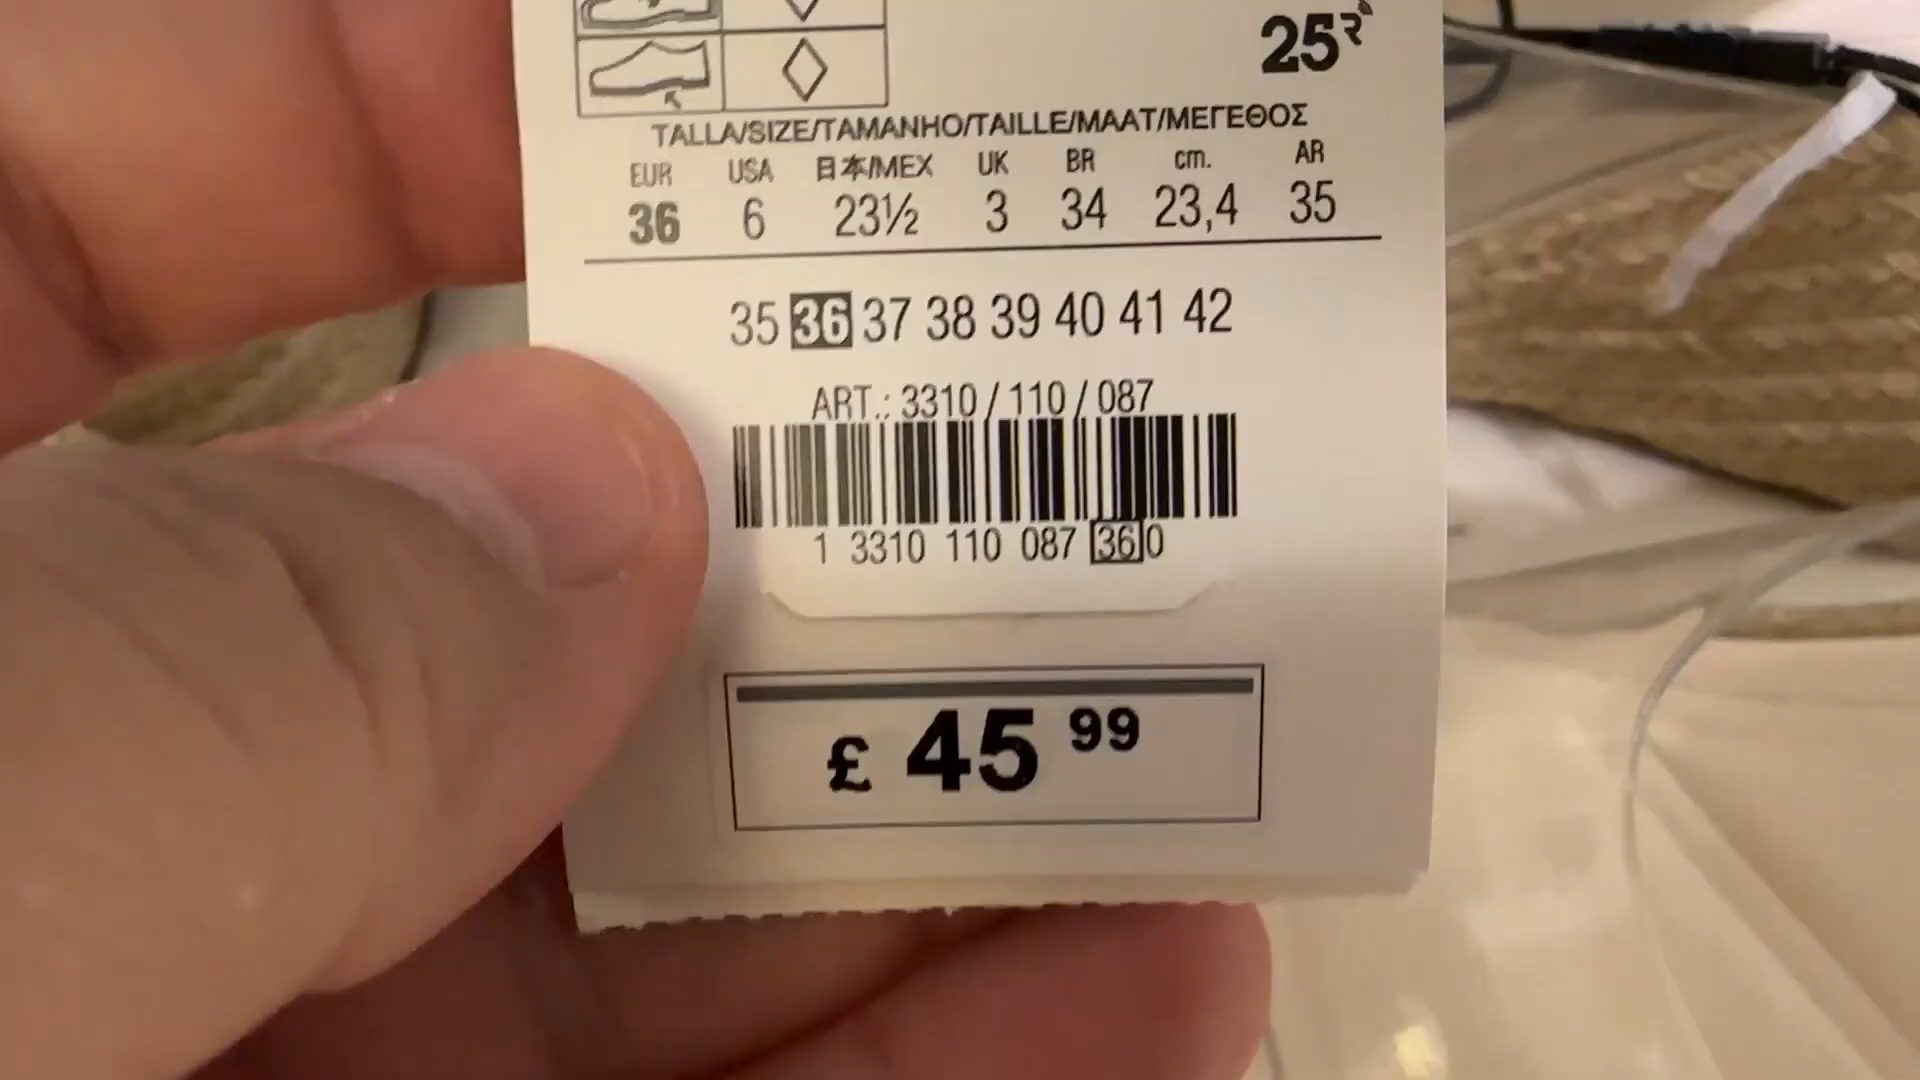 25
TALLA/SIZE/TAMANHO/TAILLE/MAAT/ΜΕΓΕΘΟΣ
EUR USA 日本/MEX UK BR cm. AR
36 6 23½ 3 34 23,4 35
35 36 37 38 39 40 41 42
ART.: 3310 / 110 / 087
1 3310 110 087 36 0
£ 45 99